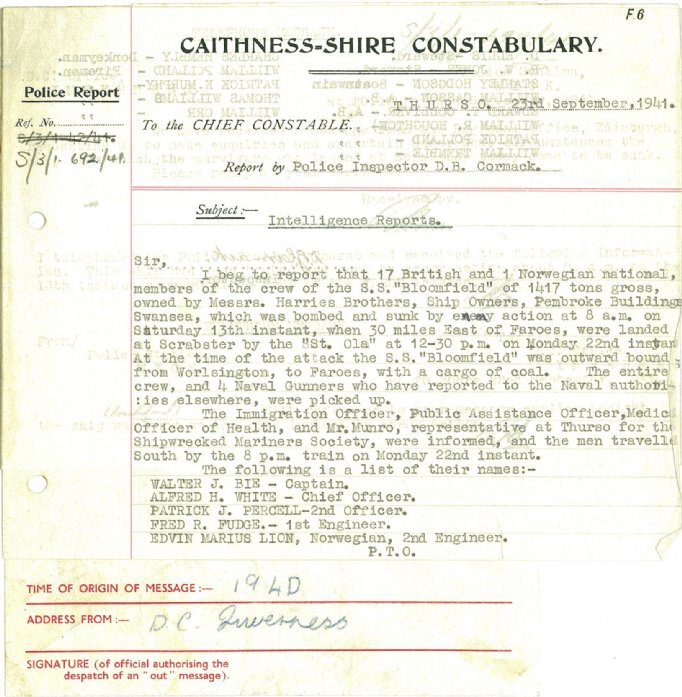 F6
CAITHNESS-SHIRE CONSTABULARY.
Police Report
THURSO. 23rd September, 1941.
Ref. No.
S/3/1 42/41.
S/3/1 692/41.
To the CHIEF CONSTABLE.
Report by Police Inspector D.B. Cormack.
Subject:—
Intelligence Reports.
Sir,
I beg to report that 17 British and 1 Norwegian national,
members of the crew of the S.S."Bloomfield" of 1417 tons gross,
owned by Messrs. Harries Brothers, Ship Owners, Pembroke Buildings
Swansea, which was bombed and sunk by enemy action at 8 a.m. on
Saturday 13th instant, when 30 miles East of Faroes, were landed
at Scrabster by the "St. Ola" at 12-30 p.m. on Monday 22nd instan
At the time of the attack the S.S."Bloomfield" was outward bound
from Worlsington, to Faroes, with a cargo of coal. The entire
crew, and 4 Naval Gunners who have reported to the Naval authori-
:ies elsewhere, were picked up.
The Immigration Officer, Public Assistance Officer, Medica
Officer of Health, and Mr. Munro, representative at Thurso for the
Shipwrecked Mariners Society, were informed, and the men travelle
South by the 8 p.m. train on Monday 22nd instant.
The following is a list of their names:-
WALTER J. BIE - Captain.
ALFRED H. WHITE - Chief Officer.
PATRICK J. PERCELL-2nd Officer.
FRED R. FUDGE.- 1st Engineer.
EDVIN MARIUS LION, Norwegian, 2nd Engineer.
P.T.O.
TIME OF ORIGIN OF MESSAGE:— 1940
ADDRESS FROM:— D.C. Inverness
SIGNATURE (of official authorising the
despatch of an "out" message).